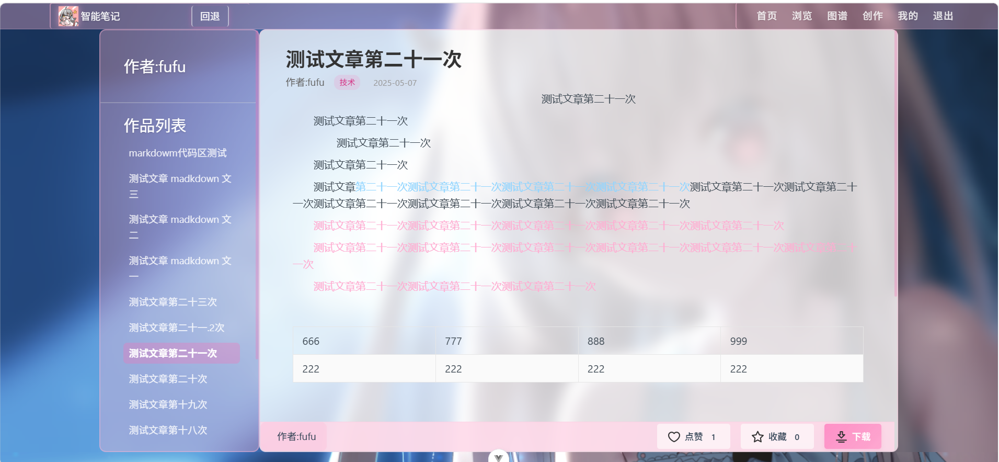 智能笔记
回退
首页 浏览 图谱 创作 我的 退出
作者:fufu
作品列表
markdowm代码区测试
测试文章 madkdown 文
三
测试文章 madkdown 文
二
测试文章 madkdown 文
一
测试文章第二十三次
测试文章第二十一.2次
测试文章第二十一次
测试文章第二十次
测试文章第十九次
测试文章第十八次
测试文章第二十一次
作者:fufu 技术 2025-05-07
测试文章第二十一次
测试文章第二十一次
测试文章第二十一次
测试文章第二十一次
测试文章第二十一次测试文章第二十一次测试文章第二十一次测试文章第二十一次测试文章第二十一次测试文章第二十
一次测试文章第二十一次测试文章第二十一次测试文章第二十一次测试文章第二十一次
测试文章第二十一次测试文章第二十一次测试文章第二十一次测试文章第二十一次测试文章第二十一次
测试文章第二十一次测试文章第二十一次测试文章第二十一次测试文章第二十一次测试文章第二十一次测试文章第二十
一次
测试文章第二十一次测试文章第二十一次测试文章第二十一次
666 777 888 999
222 222 222 222
作者:fufu
点赞 1
收藏 0
下载